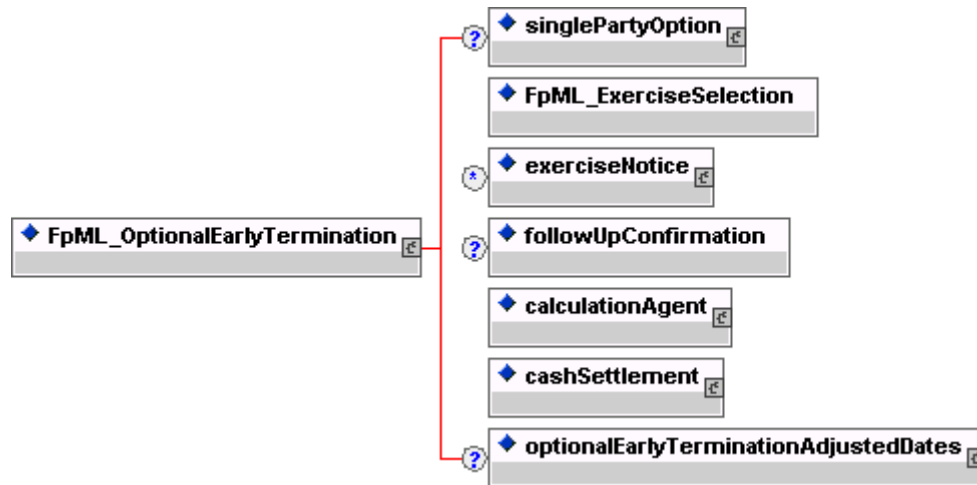 singlePartyOption
?
FpML_ExerciseSelection
exerciseNotice
*
FpML_OptionalEarlyTermination
followUpConfirmation
?
calculationAgent
cashSettlement
optionalEarlyTerminationAdjustedDates
?